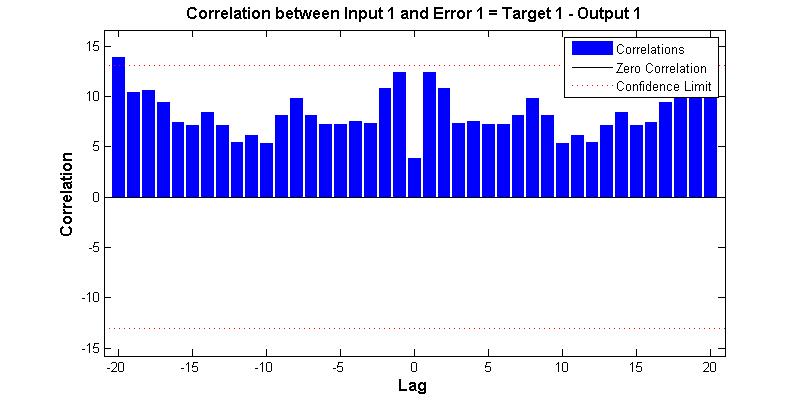 Correlation between Input 1 and Error 1 = Target 1 - Output 1
Correlations
Zero Correlation
Confidence Limit
15
10
5
0
-5
-10
-15
Correlation
-20
-15
-10
-5
0
5
10
15
20
Lag